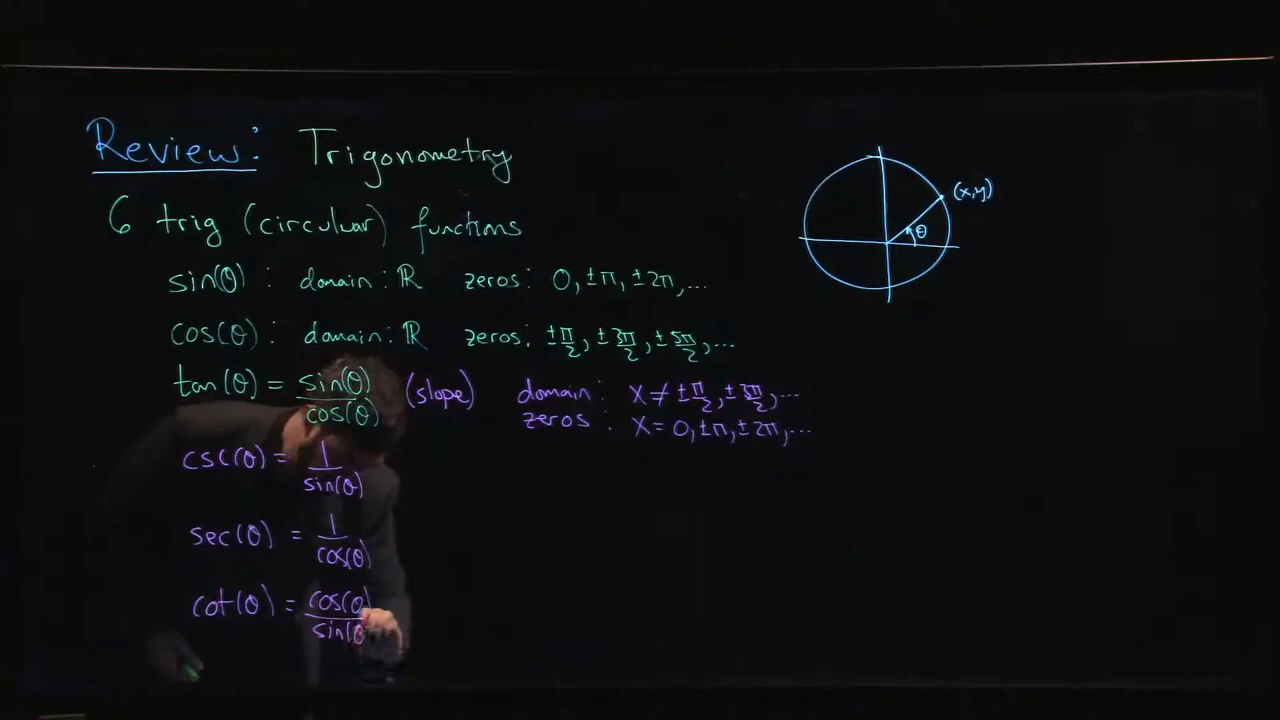 Review: Trigonometry
6 trig (circular) functions
sin(θ): domain: ℝ zeros: 0, ±π, ±2π, ...
cos(θ): domain: ℝ zeros: ±π/2, ±3π/2, ±5π/2, ...
tan(θ) = sin(θ)/cos(θ) (slope) domain: x ≠ ±π/2, ±3π/2, ...
zeros: x = 0, ±π, ±2π, ...
csc(θ) = 1/sin(θ)
sec(θ) = 1/cos(θ)
cot(θ) = cos(θ)/sin(θ
(x,y)
θ